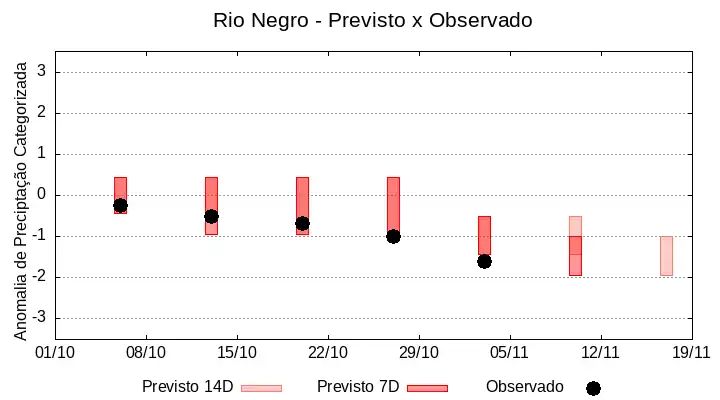 Rio Negro - Previsto x Observado
Anomalia de Preciptação Categorizada
3
2
1
0
-1
-2
-3
01/10 08/10 15/10 22/10 29/10 05/11 12/11 19/11
Previsto 14D Previsto 7D Observado